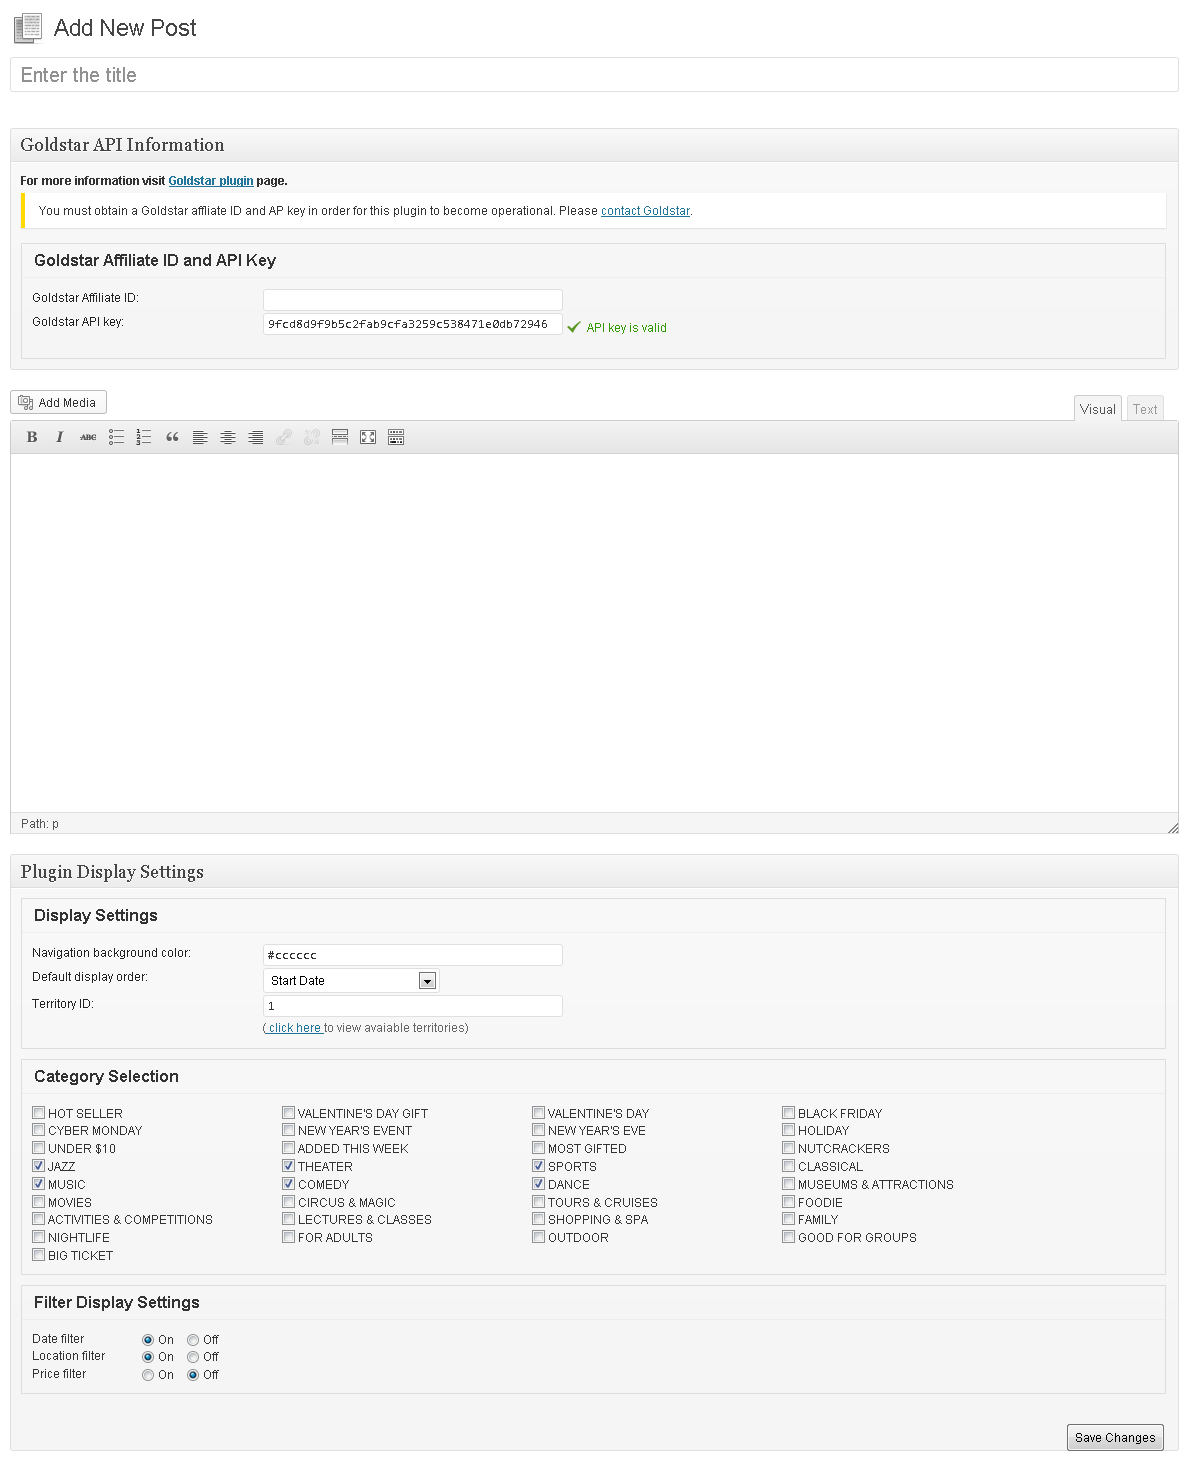 Add New Post
Enter the title
Goldstar API Information
For more information visit Goldstar plugin page.
You must obtain a Goldstar affliate ID and AP key in order for this plugin to become operational. Please contact Goldstar.
Goldstar Affiliate ID and API Key
Goldstar Affiliate ID:
Goldstar API key: 9fcd8d9f9b5c2fab9cfa3259c538471e0db72946 API key is valid
Add Media Visual Text
B I ABC
Path: p
Plugin Display Settings
Display Settings
Navigation background color: #cccccc
Default display order: Start Date
Territory ID: 1
( click here to view avaiable territories)
Category Selection
HOT SELLER VALENTINE'S DAY GIFT VALENTINE'S DAY BLACK FRIDAY
CYBER MONDAY NEW YEAR'S EVENT NEW YEAR'S EVE HOLIDAY
UNDER $10 ADDED THIS WEEK MOST GIFTED NUTCRACKERS
JAZZ THEATER SPORTS CLASSICAL
MUSIC COMEDY DANCE MUSEUMS & ATTRACTIONS
MOVIES CIRCUS & MAGIC TOURS & CRUISES FOODIE
ACTIVITIES & COMPETITIONS LECTURES & CLASSES SHOPPING & SPA FAMILY
NIGHTLIFE FOR ADULTS OUTDOOR GOOD FOR GROUPS
BIG TICKET
Filter Display Settings
Date filter On Off
Location filter On Off
Price filter On Off
Save Changes